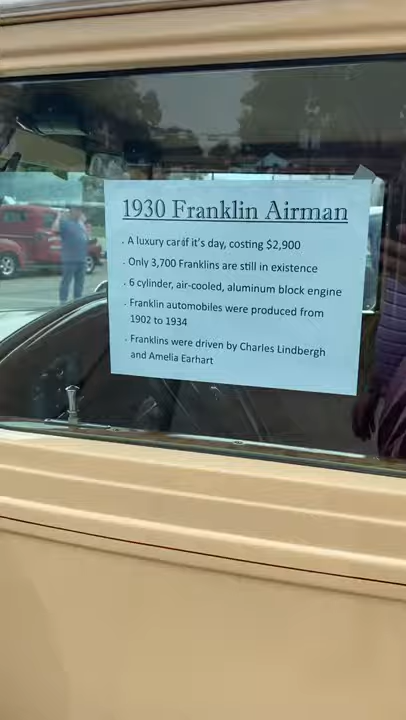 1930 Franklin Airman
. A luxury car of it's day, costing $2,900
. Only 3,700 Franklins are still in existence
. 6 cylinder, air-cooled, aluminum block engine
. Franklin automobiles were produced from
1902 to 1934
. Franklins were driven by Charles Lindbergh
and Amelia Earhart